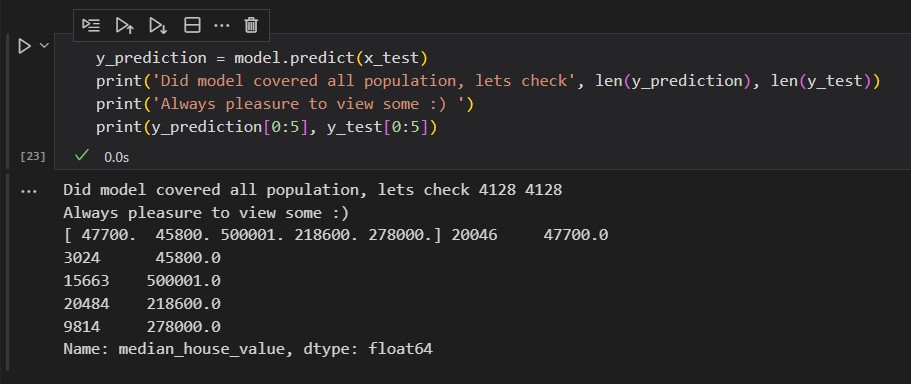 y_prediction = model.predict(x_test)
print('Did model covered all population, lets check', len(y_prediction), len(y_test))
print('Always pleasure to view some :) ')
print(y_prediction[0:5], y_test[0:5])
[23] 0.0s
Did model covered all population, lets check 4128 4128
Always pleasure to view some :)
[ 47700.  45800. 500001. 218600. 278000.] 20046     47700.0
3024      45800.0
15663    500001.0
20484    218600.0
9814     278000.0
Name: median_house_value, dtype: float64